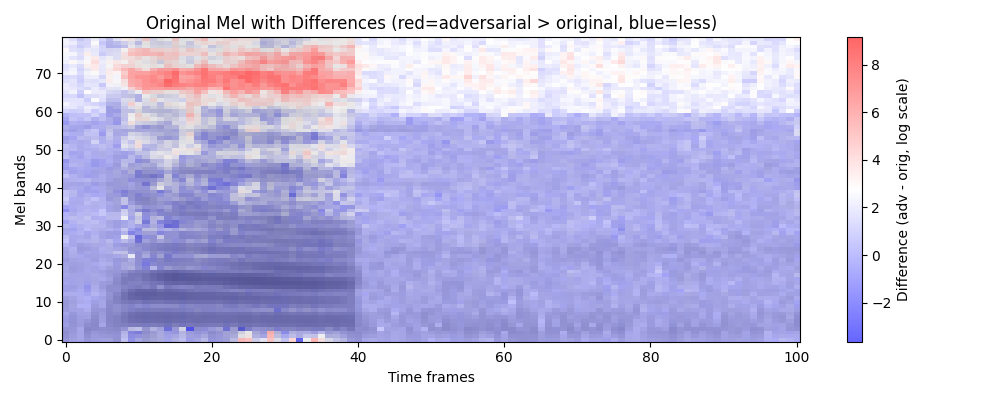 Original Mel with Differences (red=adversarial > original, blue=less)
Mel bands
70
60
50
40
30
20
10
0
0 20 40 60 80 100
Time frames
8
6
4
2
0
−2
Difference (adv - orig, log scale)